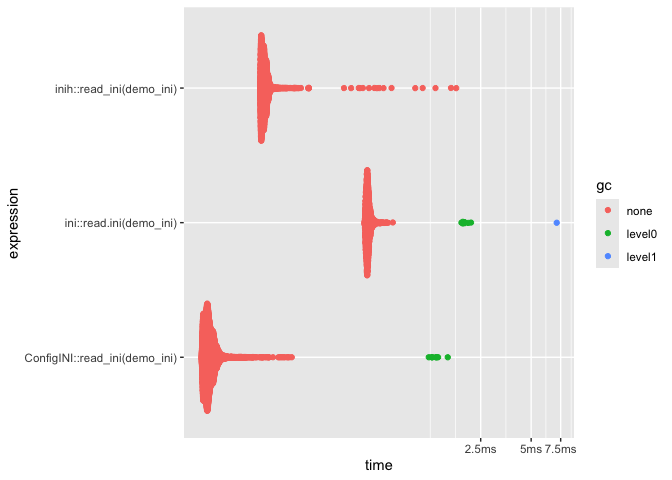 inih::read_ini(demo_ini)
ini::read.ini(demo_ini)
ConfigINI::read_ini(demo_ini)
expression
2.5ms 5ms 7.5ms
time
gc
none
level0
level1